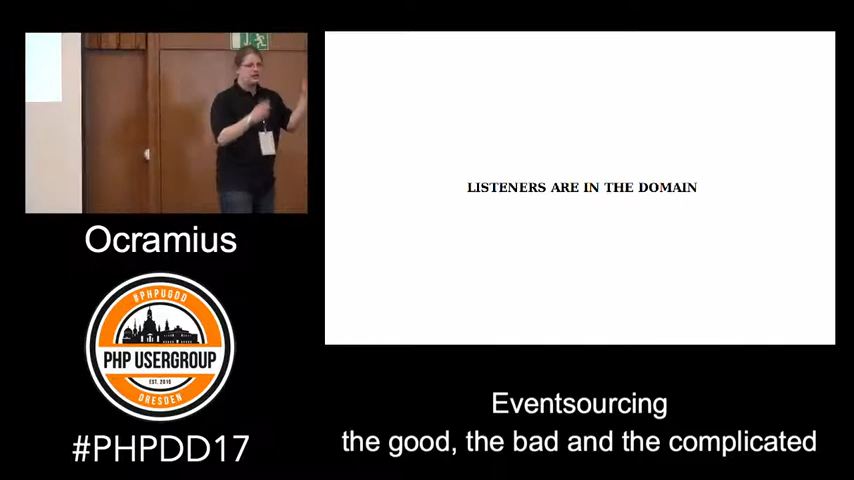 LISTENERS ARE IN THE DOMAIN
Ocramius
#PHPUGDD
PHP USERGROUP
EST. 2016
DRESDEN
#PHPDD17
Eventsourcing
the good, the bad and the complicated